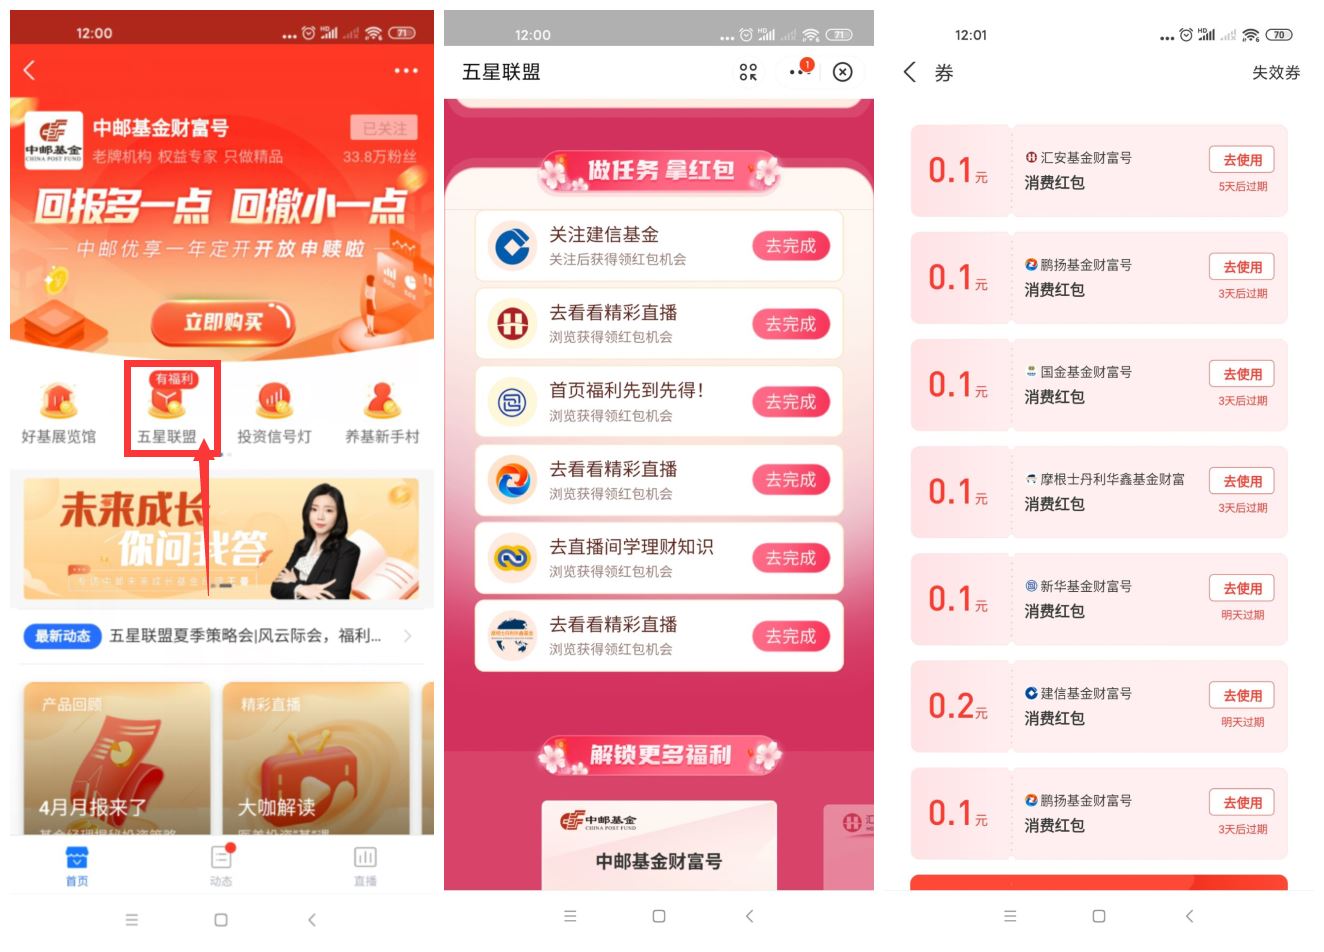 12:00
71
中邮基金
CHINA POST FUND
中邮基金财富号
已关注
老牌机构 权益专家 只做精品
33.8万粉丝
回报多一点 回撤小一点
中邮优享一年定开开放申赎啦
立即购买
有福利
好基展览馆
五星联盟
投资信号灯
养基新手村
未来成长
你问我答
最新动态
五星联盟夏季策略会|风云际会，福利...
产品回顾
4月月报来了
精彩直播
大咖解读
首页
动态
直播
12:00
71
五星联盟
1
做任务 拿红包
关注建信基金
关注后获得领红包机会
去完成
去看看精彩直播
浏览获得领红包机会
去完成
首页福利先到先得！
浏览获得领红包机会
去完成
去看看精彩直播
浏览获得领红包机会
去完成
去直播间学理财知识
浏览获得领红包机会
去完成
去看看精彩直播
浏览获得领红包机会
去完成
解锁更多福利
中邮基金
CHINA POST FUND
中邮基金财富号
12:01
70
券
失效券
0.1元
汇安基金财富号
消费红包
去使用
5天后过期
0.1元
鹏扬基金财富号
消费红包
去使用
3天后过期
0.1元
国金基金财富号
消费红包
去使用
3天后过期
0.1元
摩根士丹利华鑫基金财富
消费红包
去使用
3天后过期
0.1元
新华基金财富号
消费红包
去使用
明天过期
0.2元
建信基金财富号
消费红包
去使用
明天过期
0.1元
鹏扬基金财富号
消费红包
去使用
3天后过期